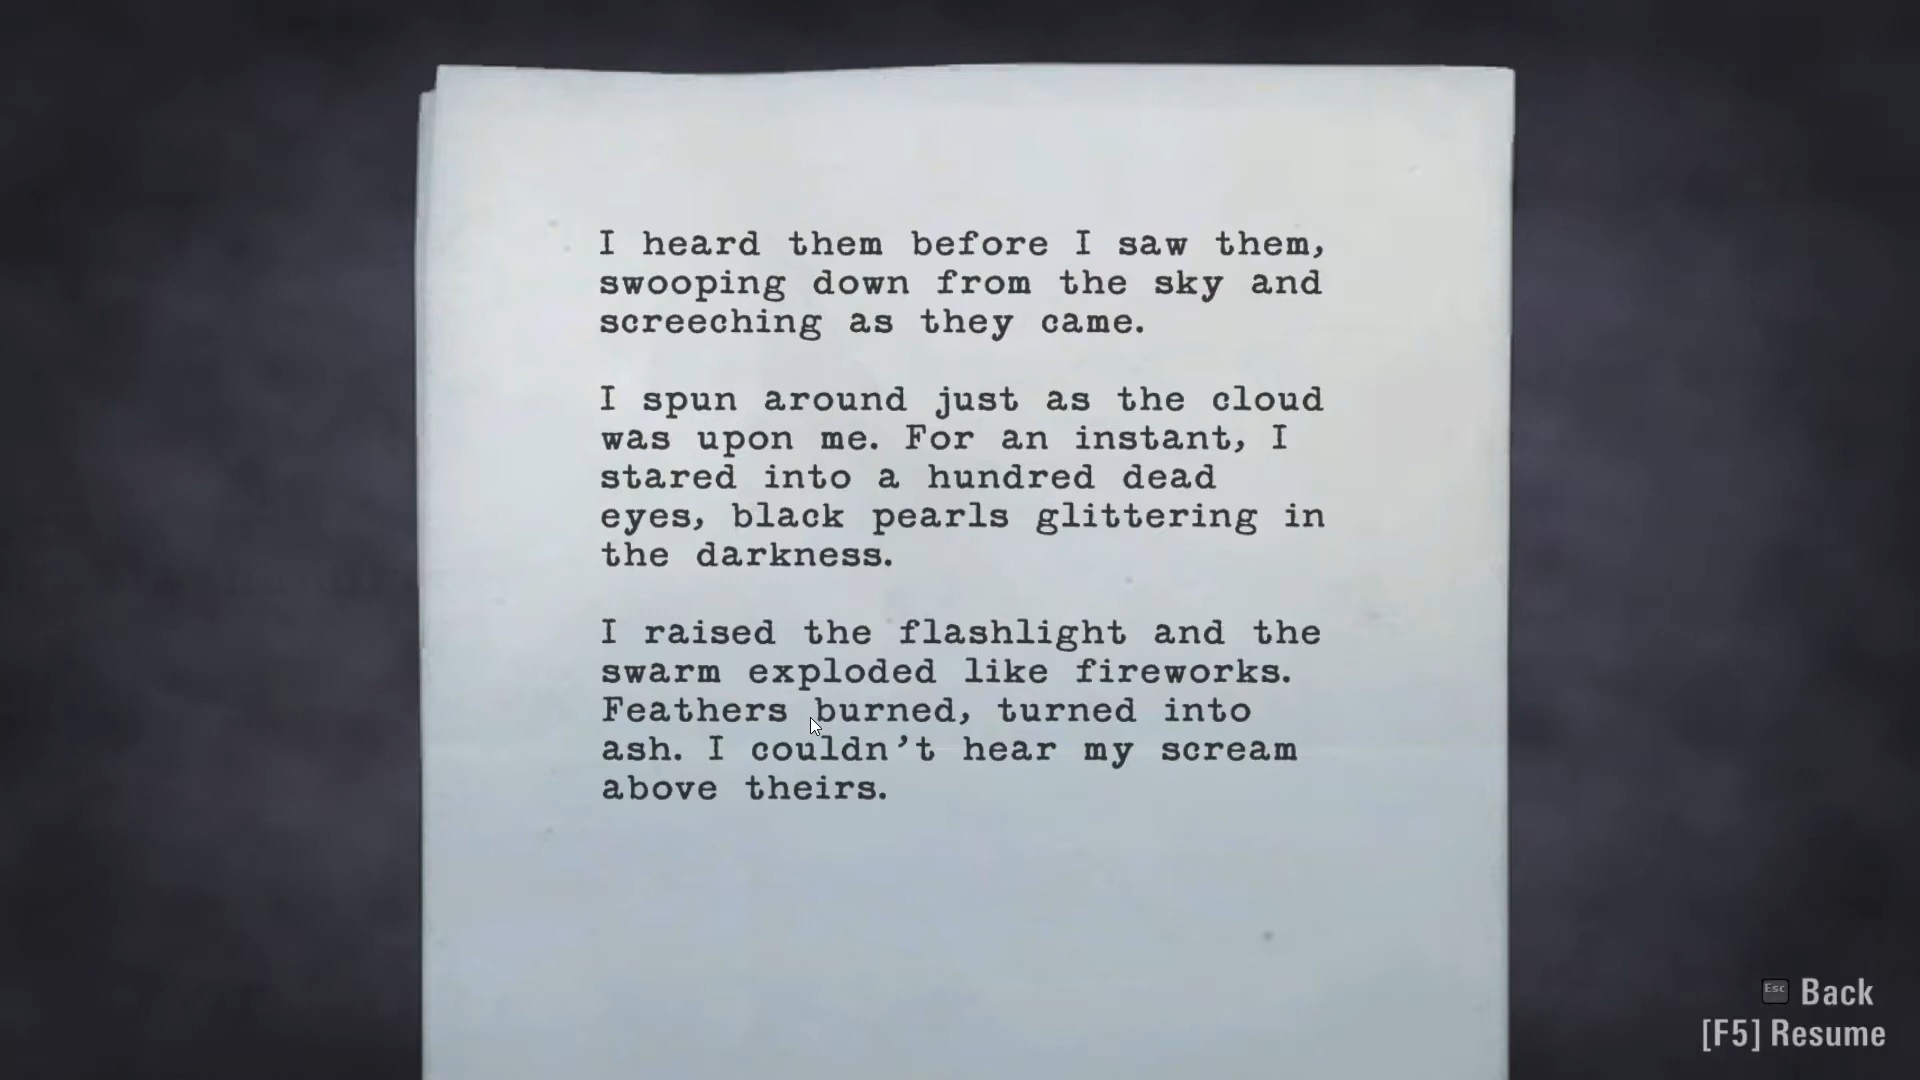 I heard them before I saw them,
swooping down from the sky and
screeching as they came.
I spun around just as the cloud
was upon me. For an instant, I
stared into a hundred dead
eyes, black pearls glittering in
the darkness.
I raised the flashlight and the
swarm exploded like fireworks.
Feathers burned, turned into
ash. I couldn’t hear my scream
above theirs.
Esc Back
[F5] Resume